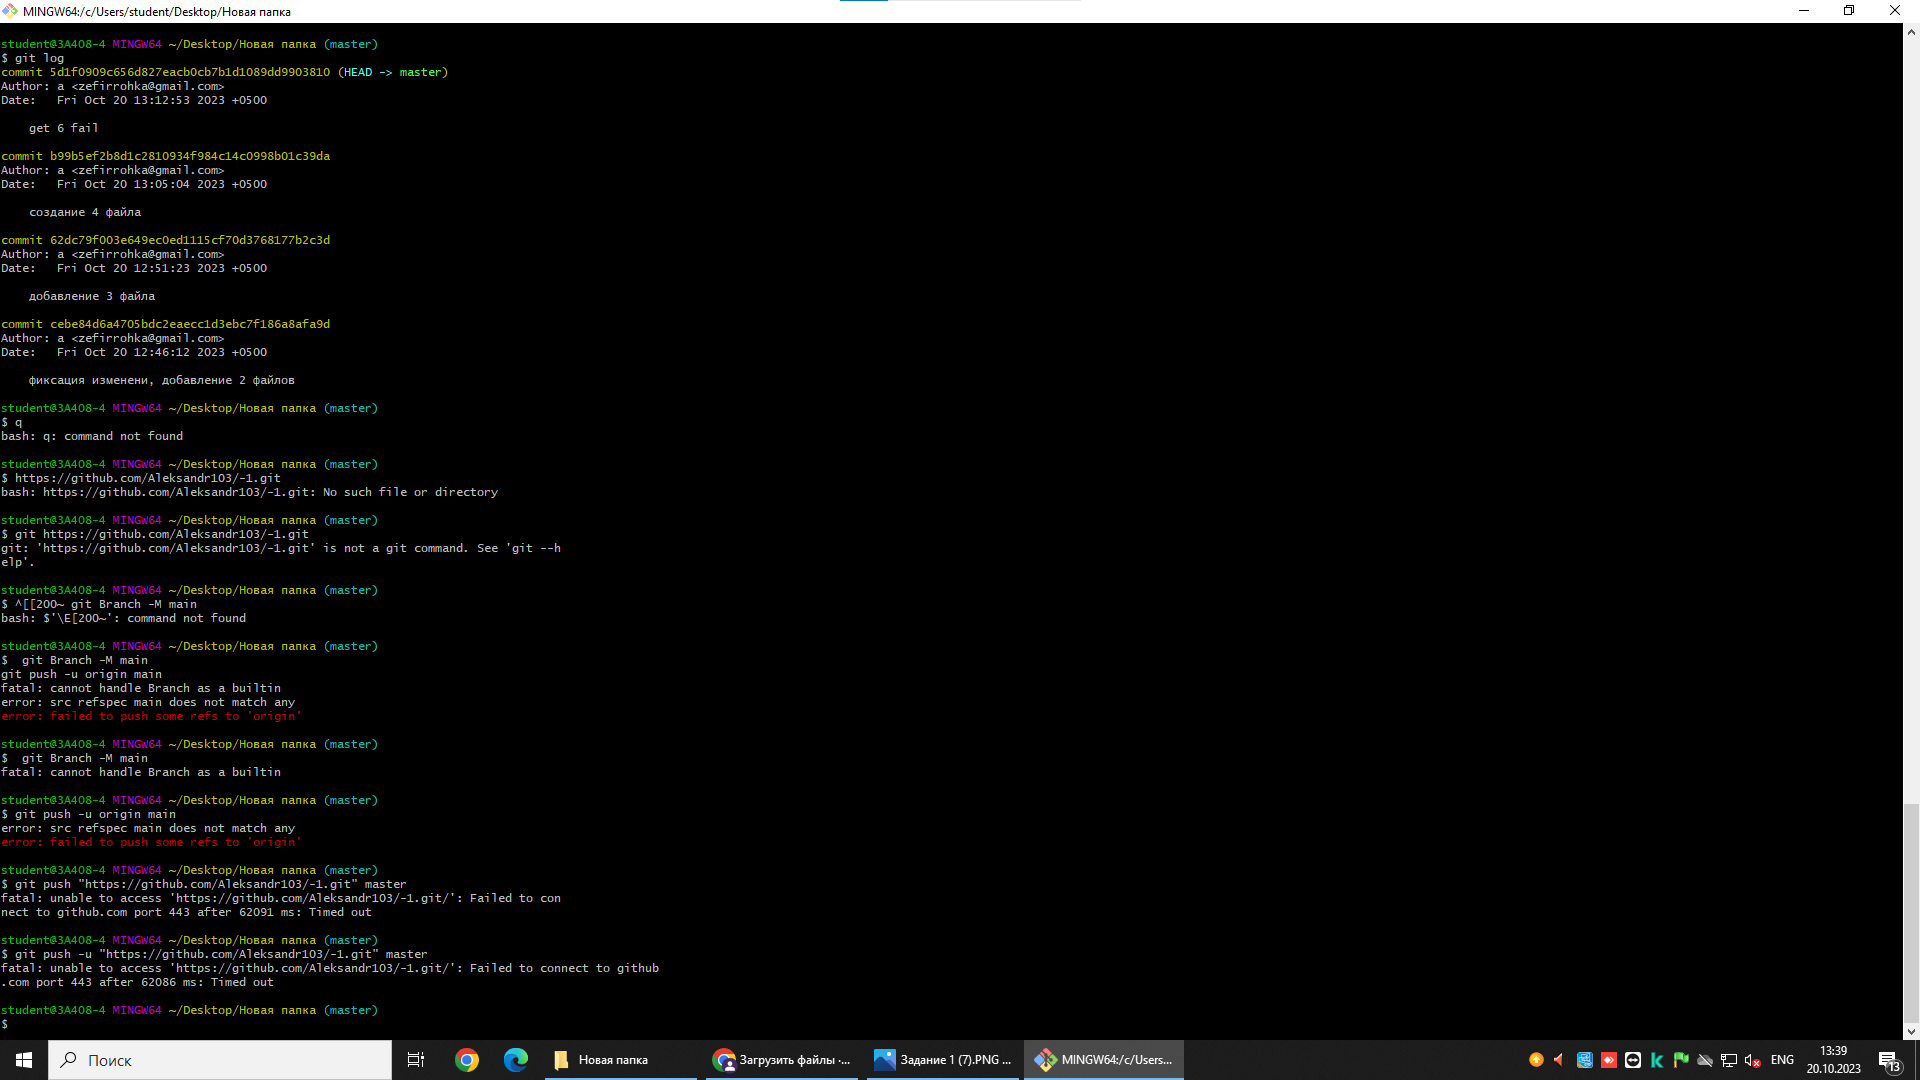 MINGW64:/c/Users/student/Desktop/Новая папка
student@3A408-4 MINGW64 ~/Desktop/Новая папка (master)
$ git log
commit 5d1f0909c656d827eacb0cb7b1d1089dd9903810 (HEAD -> master)
Author: a <zefirrohka@gmail.com>
Date:   Fri Oct 20 13:12:53 2023 +0500
get 6 fail
commit b99b5ef2b8d1c2810934f984c14c0998b01c39da
Author: a <zefirrohka@gmail.com>
Date:   Fri Oct 20 13:05:04 2023 +0500
создание 4 файла
commit 62dc79f003e649ec0ed1115cf70d3768177b2c3d
Author: a <zefirrohka@gmail.com>
Date:   Fri Oct 20 12:51:23 2023 +0500
добавление 3 файла
commit cebe84d6a4705bdc2eaecc1d3ebc7f186a8afa9d
Author: a <zefirrohka@gmail.com>
Date:   Fri Oct 20 12:46:12 2023 +0500
фиксация изменени, добавление 2 файлов
student@3A408-4 MINGW64 ~/Desktop/Новая папка (master)
$ q
bash: q: command not found
student@3A408-4 MINGW64 ~/Desktop/Новая папка (master)
$ https://github.com/Aleksandr103/-1.git
bash: https://github.com/Aleksandr103/-1.git: No such file or directory
student@3A408-4 MINGW64 ~/Desktop/Новая папка (master)
$ git https://github.com/Aleksandr103/-1.git
git: 'https://github.com/Aleksandr103/-1.git' is not a git command. See 'git --h
elp'.
student@3A408-4 MINGW64 ~/Desktop/Новая папка (master)
$ ^[[200~ git Branch -M main
bash: $'\E[200~': command not found
student@3A408-4 MINGW64 ~/Desktop/Новая папка (master)
$  git Branch -M main
git push -u origin main
fatal: cannot handle Branch as a builtin
error: src refspec main does not match any
error: failed to push some refs to 'origin'
student@3A408-4 MINGW64 ~/Desktop/Новая папка (master)
$  git Branch -M main
fatal: cannot handle Branch as a builtin
student@3A408-4 MINGW64 ~/Desktop/Новая папка (master)
$ git push -u origin main
error: src refspec main does not match any
error: failed to push some refs to 'origin'
student@3A408-4 MINGW64 ~/Desktop/Новая папка (master)
$ git push "https://github.com/Aleksandr103/-1.git" master
fatal: unable to access 'https://github.com/Aleksandr103/-1.git/': Failed to con
nect to github.com port 443 after 62091 ms: Timed out
student@3A408-4 MINGW64 ~/Desktop/Новая папка (master)
$ git push -u "https://github.com/Aleksandr103/-1.git" master
fatal: unable to access 'https://github.com/Aleksandr103/-1.git/': Failed to connect to github
.com port 443 after 62086 ms: Timed out
student@3A408-4 MINGW64 ~/Desktop/Новая папка (master)
$
Поиск
Новая папка
Загрузить файлы ·...
Задание 1 (7).PNG ...
MINGW64:/c/Users...
ENG
13:39
20.10.2023
13